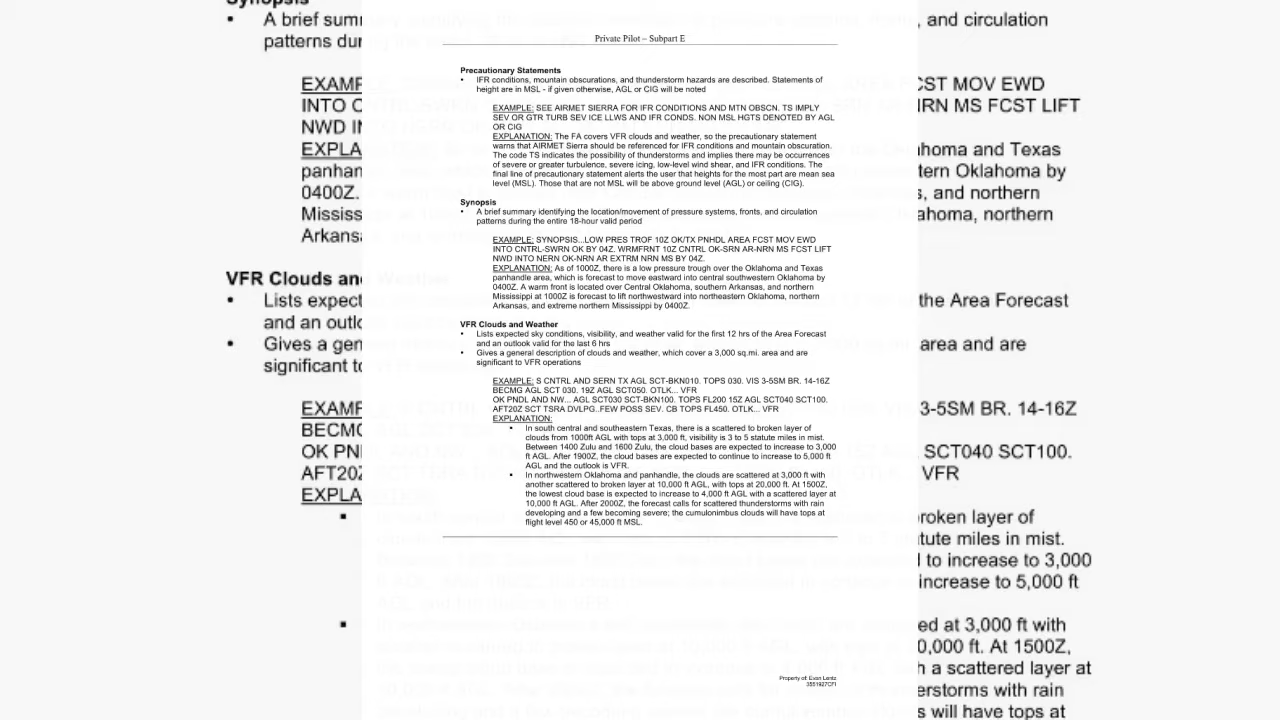 Private Pilot – Subpart E
Precautionary Statements
• IFR conditions, mountain obscurations, and thunderstorm hazards are described. Statements of
height are in MSL - if given otherwise, AGL or CIG will be noted
EXAMPLE: SEE AIRMET SIERRA FOR IFR CONDITIONS AND MTN OBSCN. TS IMPLY
SEV OR GTR TURB SEV ICE LLWS AND IFR CONDS. NON MSL HGTS DENOTED BY AGL
OR CIG
EXPLANATION: The FA covers VFR clouds and weather, so the precautionary statement
warns that AIRMET Sierra should be referenced for IFR conditions and mountain obscuration.
The code TS indicates the possibility of thunderstorms and implies there may be occurrences
of severe or greater turbulence, severe icing, low-level wind shear, and IFR conditions. The
final line of precautionary statement alerts the user that heights for the most part are mean sea
level (MSL). Those that are not MSL will be above ground level (AGL) or ceiling (CIG).
Synopsis
• A brief summary identifying the location/movement of pressure systems, fronts, and circulation
patterns during the entire 18-hour valid period
EXAMPLE: SYNOPSIS...LOW PRES TROF 10Z OK/TX PNHDL AREA FCST MOV EWD
INTO CNTRL-SWRN OK BY 04Z. WRMFRNT 10Z CNTRL OK-SRN AR-NRN MS FCST LIFT
NWD INTO NERN OK-NRN AR EXTRM NRN MS BY 04Z.
EXPLANATION: As of 1000Z, there is a low pressure trough over the Oklahoma and Texas
panhandle area, which is forecast to move eastward into central southwestern Oklahoma by
0400Z. A warm front is located over Central Oklahoma, southern Arkansas, and northern
Mississippi at 1000Z is forecast to lift northwestward into northeastern Oklahoma, northern
Arkansas, and extreme northern Mississippi by 0400Z.
VFR Clouds and Weather
• Lists expected sky conditions, visibility, and weather valid for the first 12 hrs of the Area Forecast
and an outlook valid for the last 6 hrs
• Gives a general description of clouds and weather, which cover a 3,000 sq.mi. area and are
significant to VFR operations
EXAMPLE: S CNTRL AND SERN TX AGL SCT-BKN010. TOPS 030. VIS 3-5SM BR. 14-16Z
BECMG AGL SCT 030. 19Z AGL SCT050. OTLK... VFR
OK PNDL AND NW... AGL SCT030 SCT-BKN100. TOPS FL200 15Z AGL SCT040 SCT100.
AFT20Z SCT TSRA DVLPG..FEW POSS SEV. CB TOPS FL450. OTLK... VFR
EXPLANATION:
▪ In south central and southeastern Texas, there is a scattered to broken layer of
clouds from 1000ft AGL with tops at 3,000 ft, visibility is 3 to 5 statute miles in mist.
Between 1400 Zulu and 1600 Zulu, the cloud bases are expected to increase to 3,000
ft AGL. After 1900Z, the cloud bases are expected to continue to increase to 5,000 ft
AGL and the outlook is VFR.
▪ In northwestern Oklahoma and panhandle, the clouds are scattered at 3,000 ft with
another scattered to broken layer at 10,000 ft AGL, with tops at 20,000 ft. At 1500Z,
the lowest cloud base is expected to increase to 4,000 ft AGL with a scattered layer at
10,000 ft AGL. After 2000Z, the forecast calls for scattered thunderstorms with rain
developing and a few becoming severe; the cumulonimbus clouds will have tops at
flight level 450 or 45,000 ft MSL.
Property of: Evan Lentz
3551927CFI